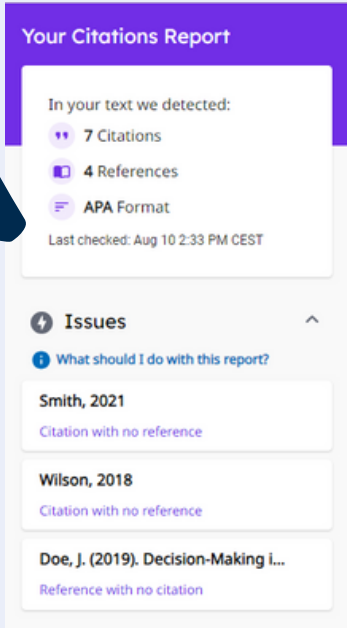 Your Citations Report
In your text we detected:
7 Citations
4 References
APA Format
Last checked: Aug 10 2:33 PM CEST
Issues
What should I do with this report?
Smith, 2021
Citation with no reference
Wilson, 2018
Citation with no reference
Doe, J. (2019). Decision-Making i...
Reference with no citation